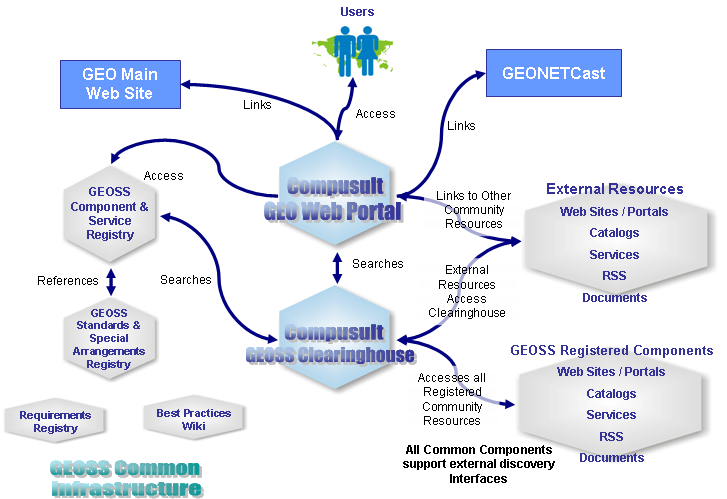 Users
GEO Main
Web Site
GEONETCast
Links
Access
Links
Access
GEOSS
Component &
Service
Registry
Compusult
GEO Web Portal
Links to Other
Community
Resources
External Resources
Web Sites / Portals
Catalogs
Services
RSS
Documents
References
Searches
Searches
External
Resources
Access
Clearinghouse
GEOSS
Standards &
Special
Arrangements
Registry
Compusult
GEOSS Clearinghouse
GEOSS Registered Components
Web Sites / Portals
Catalogs
Services
RSS
Documents
Accesses all
Registered
Community
Resources
Requirements
Registry
Best Practices
Wiki
All Common Components
support external discovery
Interfaces
GEOSS Common
Infrastructure